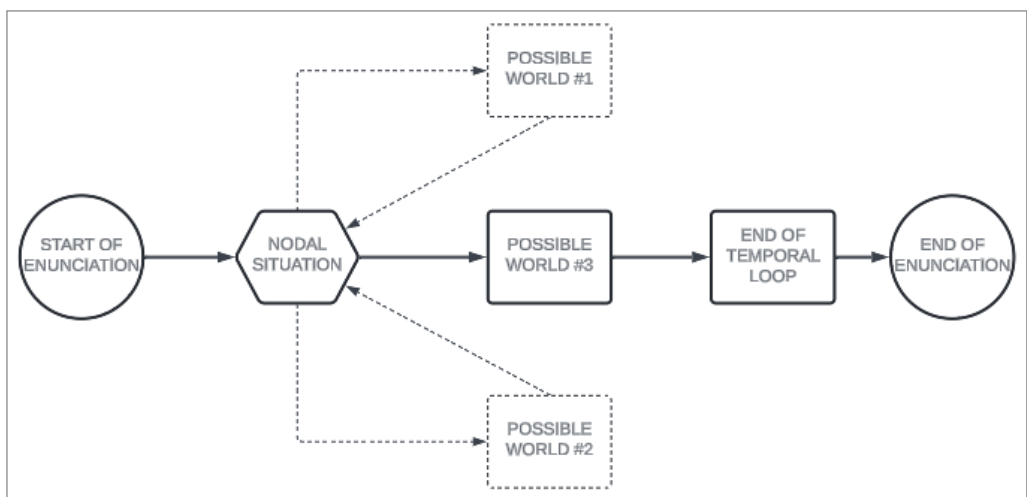 POSSIBLE
WORLD #1
START OF
ENUNCIATION
NODAL
SITUATION
POSSIBLE
WORLD #3
END OF
TEMPORAL
LOOP
END OF
ENUNCIATION
POSSIBLE
WORLD #2